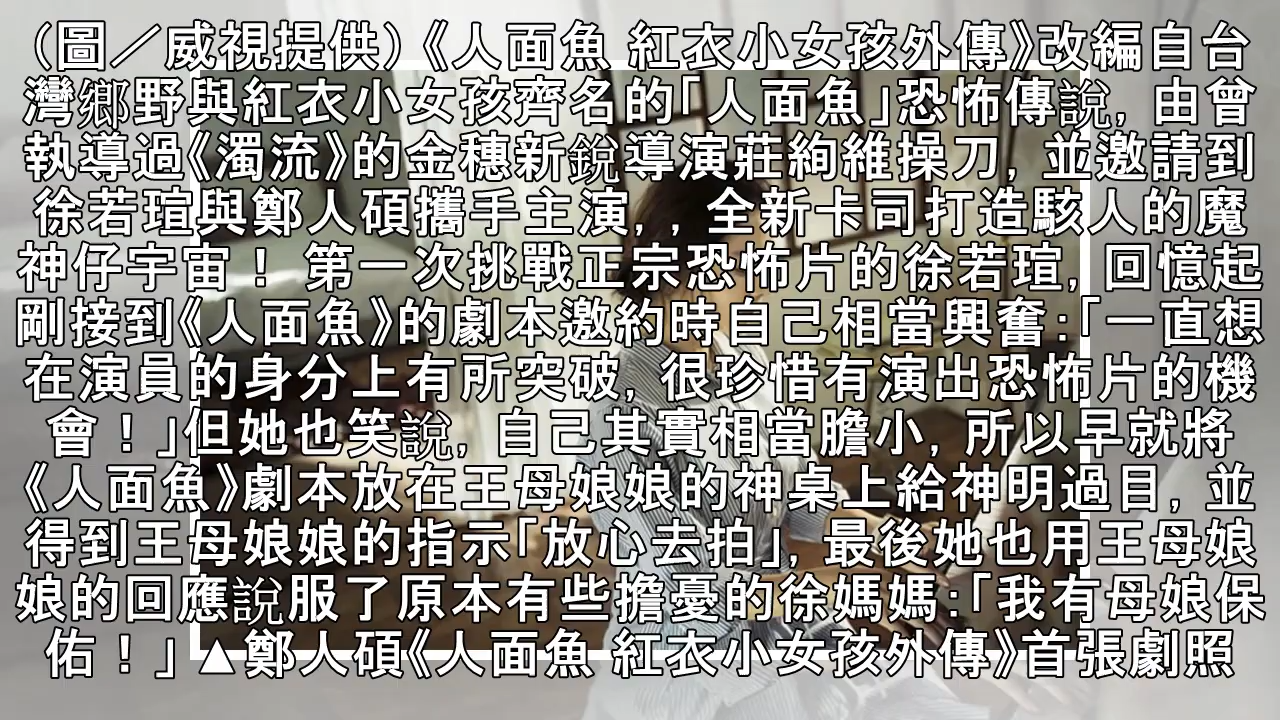 (圖／威視提供)《人面魚 紅衣小女孩外傳》改編自台
灣鄉野與紅衣小女孩齊名的「人面魚」恐怖傳說, 由曾
執導過《濁流》的金穗新銳導演莊絢維操刀, 並邀請到
徐若瑄與鄭人碩攜手主演, , 全新卡司打造駭人的魔
神仔宇宙！ 第一次挑戰正宗恐怖片的徐若瑄, 回憶起
剛接到《人面魚》的劇本邀約時自己相當興奮:「一直想
在演員的身分上有所突破, 很珍惜有演出恐怖片的機
會！」但她也笑說, 自己其實相當膽小, 所以早就將
《人面魚》劇本放在王母娘娘的神桌上給神明過目, 並
得到王母娘娘的指示「放心去拍」, 最後她也用王母娘
娘的回應說服了原本有些擔憂的徐媽媽:「我有母娘保
佑！」▲鄭人碩《人面魚 紅衣小女孩外傳》首張劇照